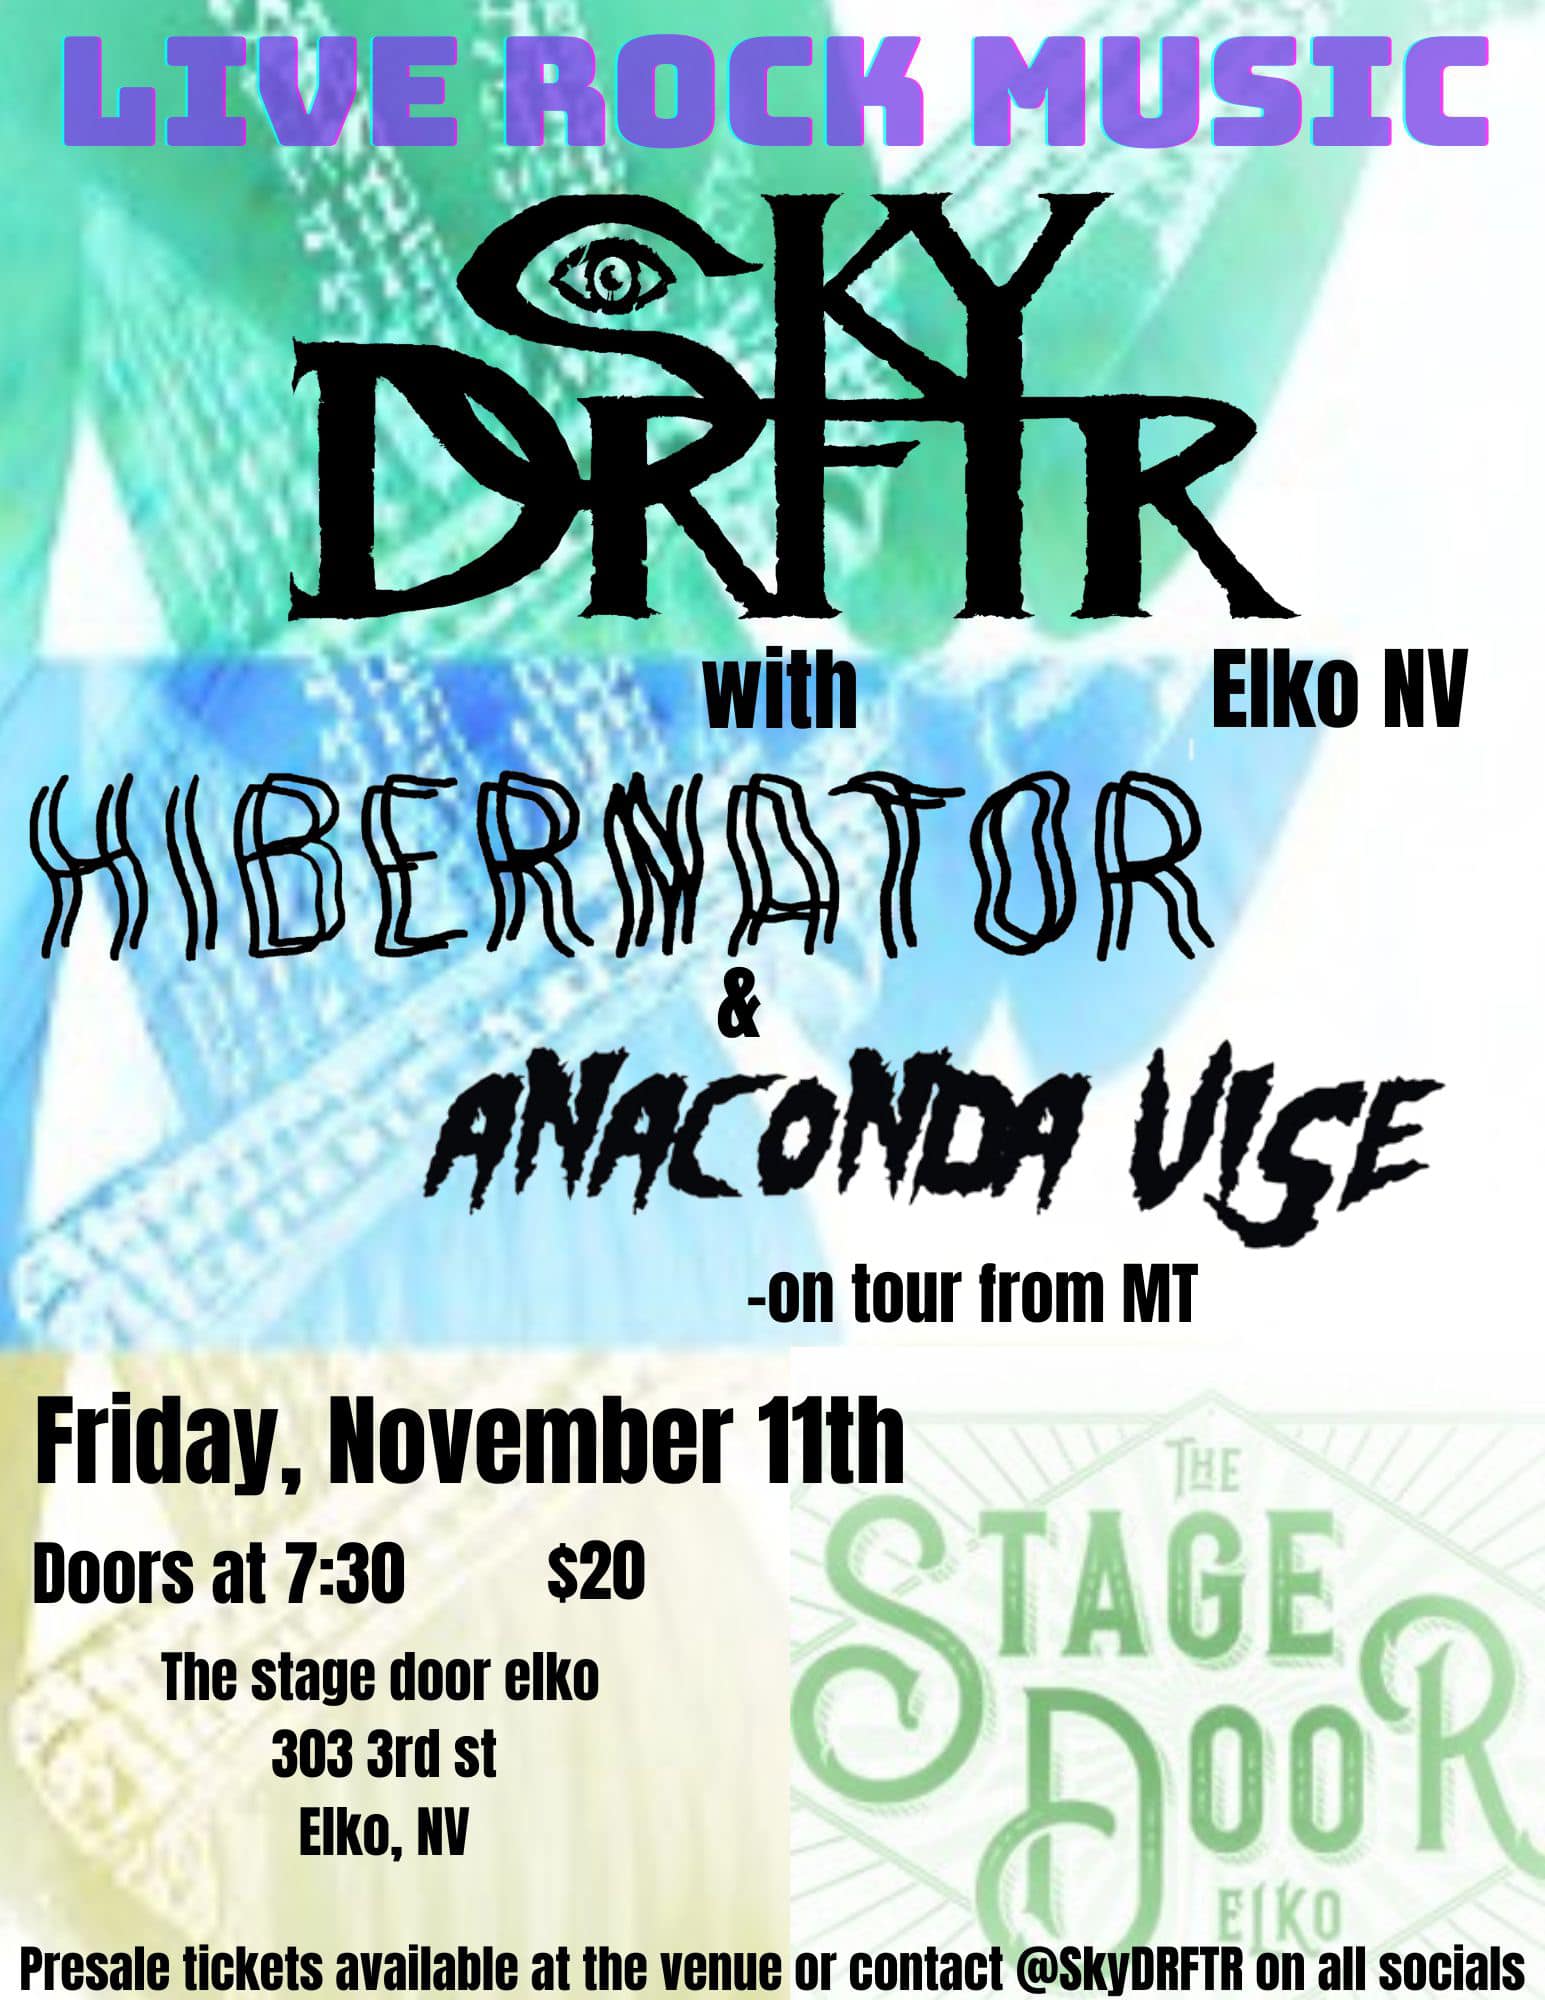 LIVE ROCK MUSIC
SKY
DRFTR
with Elko NV
HIBERNATOR
&
ANACONDA VISE
-on tour from MT
Friday, November 11th
Doors at 7:30 $20
The stage door elko
303 3rd st
Elko, NV
THE
STAGE
DOOR
ElKO
Presale tickets available at the venue or contact @SkyDRFTR on all socials